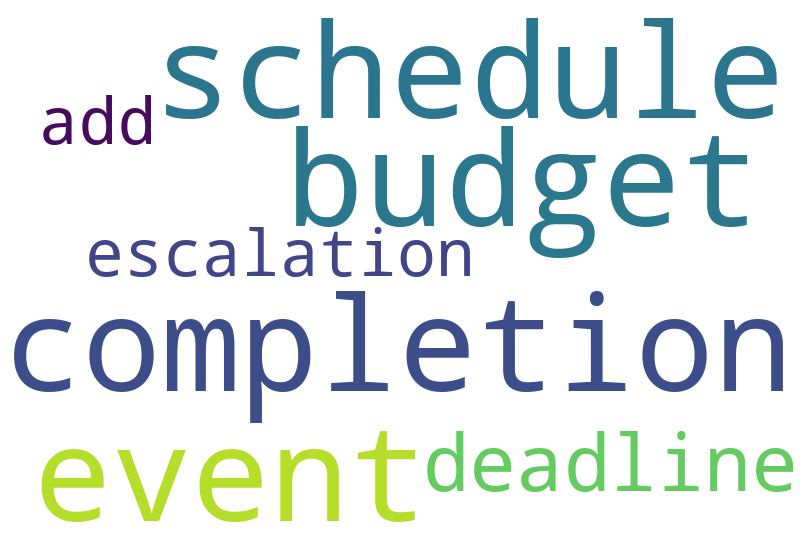 schedule
add
budget
escalation
completion
event
deadline